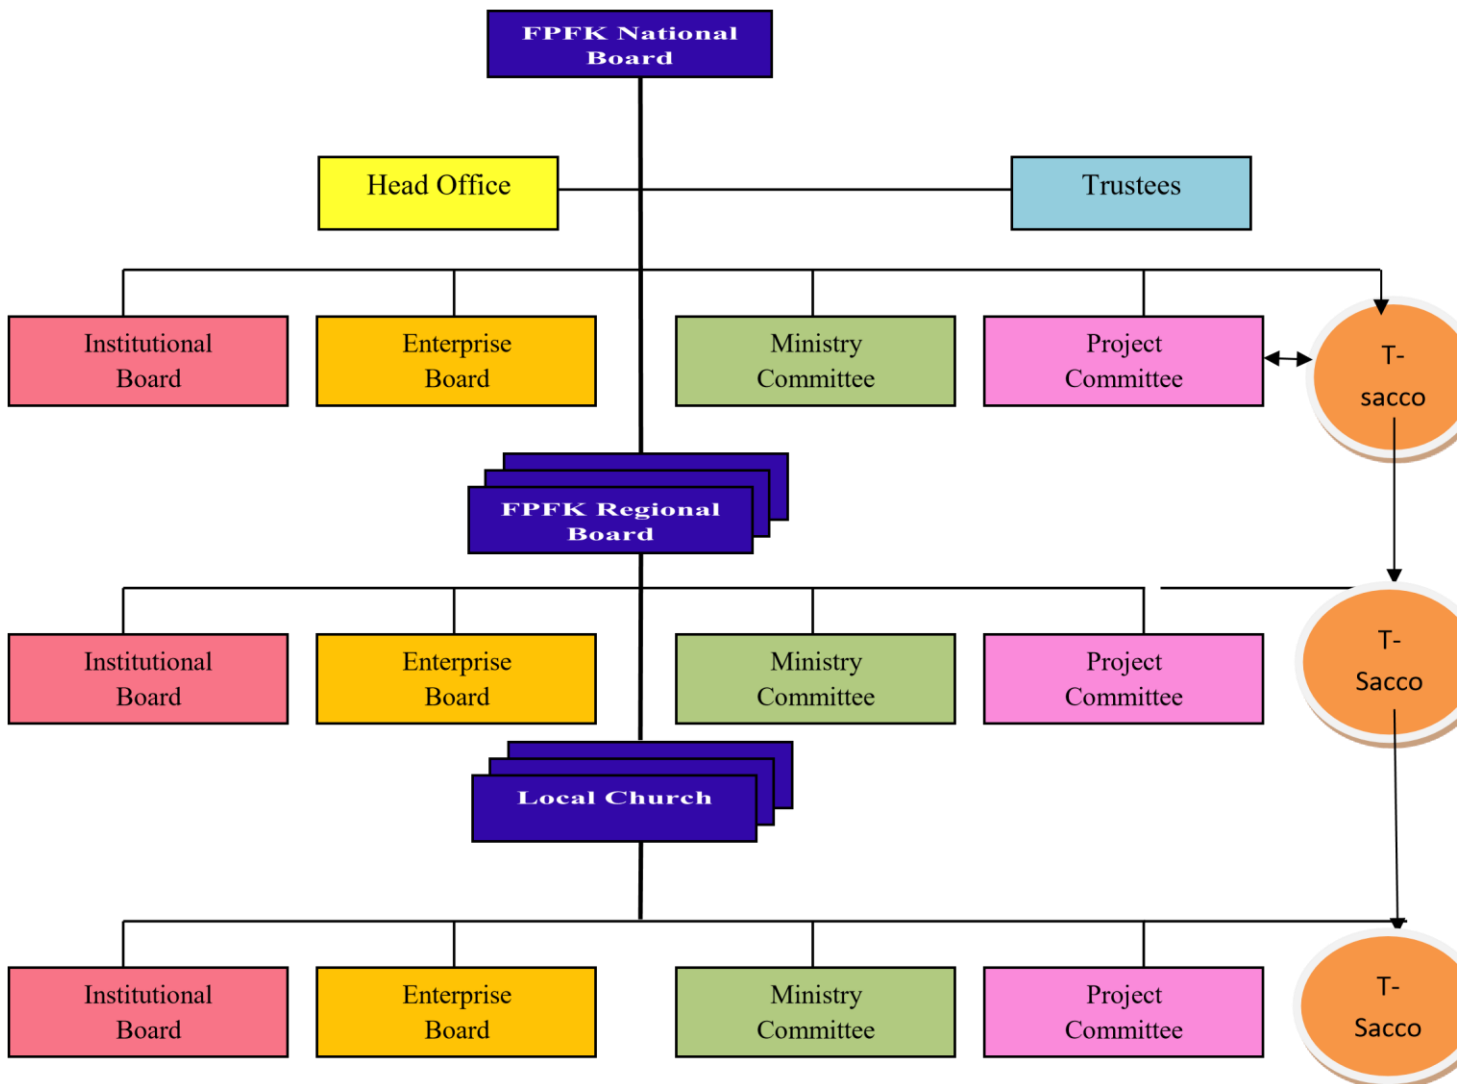 FPFK National
Board
Head Office
Trustees
Institutional
Board
Enterprise
Board
Ministry
Committee
Project
Committee
T-
sacco
FPFK Regional
Board
Institutional
Board
Enterprise
Board
Ministry
Committee
Project
Committee
T-
Sacco
Local Church
Institutional
Board
Enterprise
Board
Ministry
Committee
Project
Committee
T-
Sacco